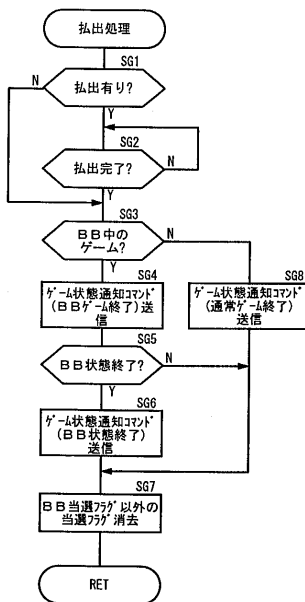 払出処理
SG1
N
払出有り?
Y
SG2
払出完了?
N
Y
SG3
BB中の
ゲーム?
N
Y
SG4
ゲーム状態通知コマンド
(BBゲーム終了)送
信
SG8
ゲーム状態通知コマンド
(通常ゲーム終了)
送信
SG5
BB状態終了?
N
Y
SG6
ゲーム状態通知コマンド
(BB状態終了)
送信
SG7
BB当選フラグ以外の
当選フラグ消去
RET